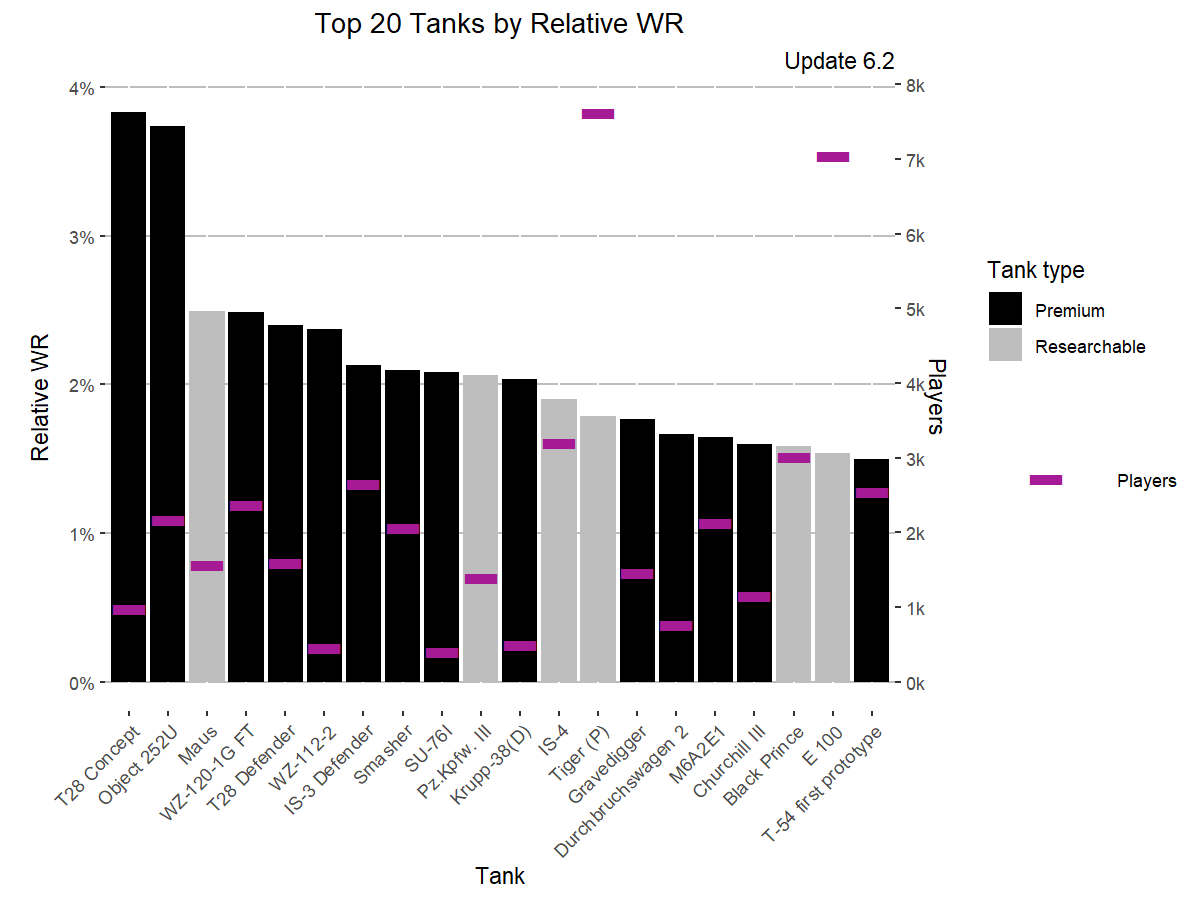 Top 20 Tanks by Relative WR
Update 6.2
4%
3%
2%
1%
0%
Relative WR
8k
7k
6k
5k
4k
3k
2k
1k
0k
Players
T28 Concept
Object 252U
Maus
WZ-120-1G FT
T28 Defender
WZ-112-2
IS-3 Defender
Smasher
SU-76I
Pz.Kpfw. III
Krupp-38(D)
IS-4
Tiger (P)
Gravedigger
Durchbruchswagen 2
M6A2E1
Churchill III
Black Prince
E 100
T-54 first prototype
Tank
Tank type
Premium
Researchable
Players